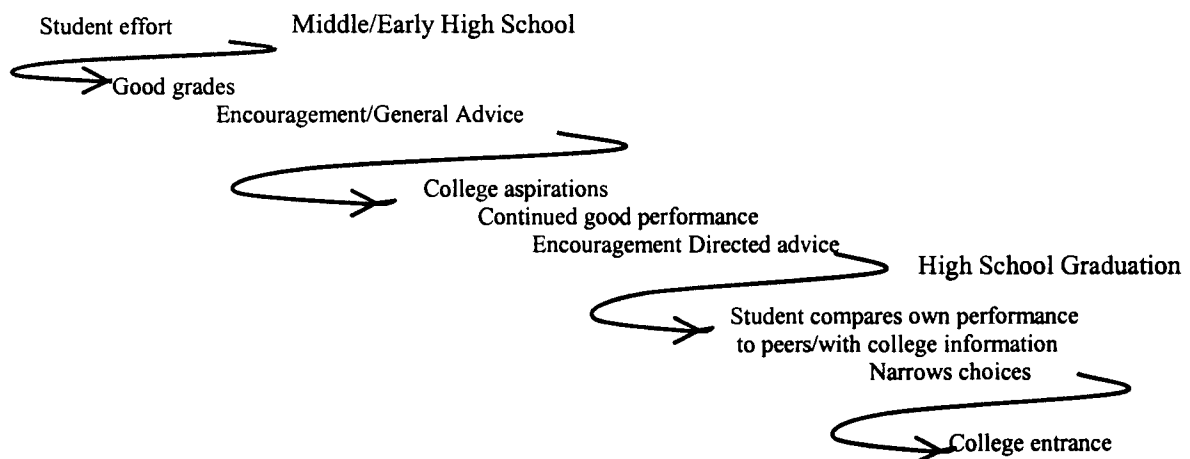 Student effort
Middle/Early High School
Good grades
Encouragement/General Advice
College aspirations
Continued good performance
Encouragement Directed advice
High School Graduation
Student compares own performance
to peers/with college information
Narrows choices
College entrance